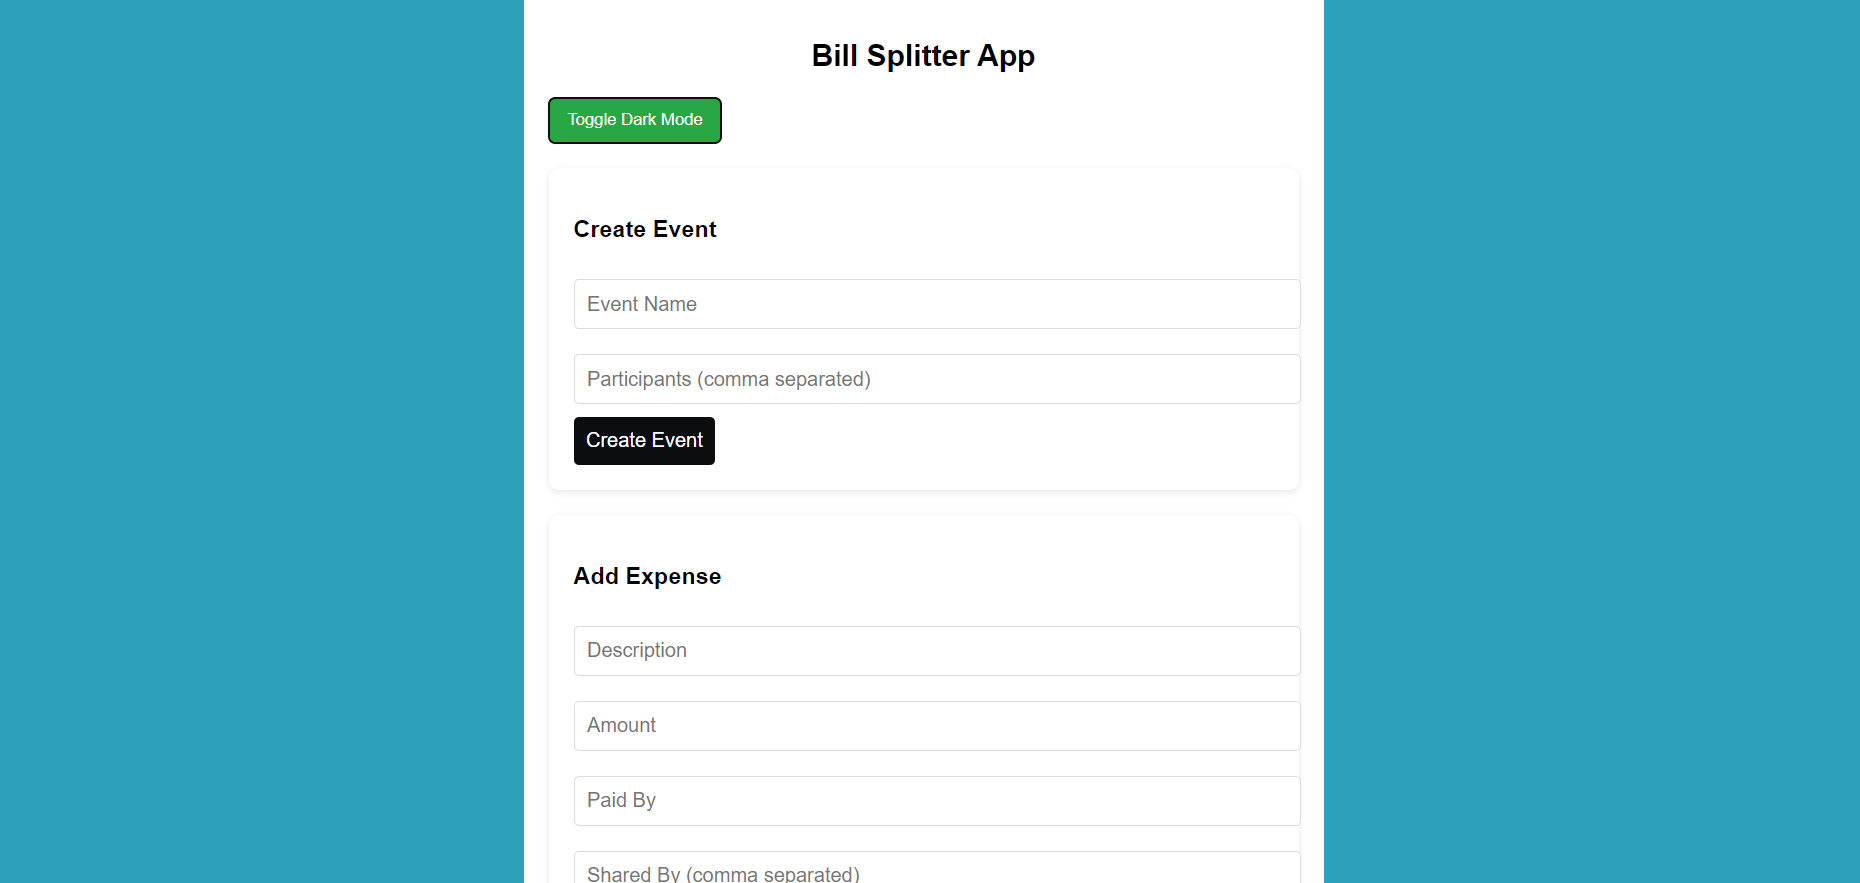 Bill Splitter App
Toggle Dark Mode
Create Event
Event Name
Participants (comma separated)
Create Event
Add Expense
Description
Amount
Paid By
Shared By (comma separated)